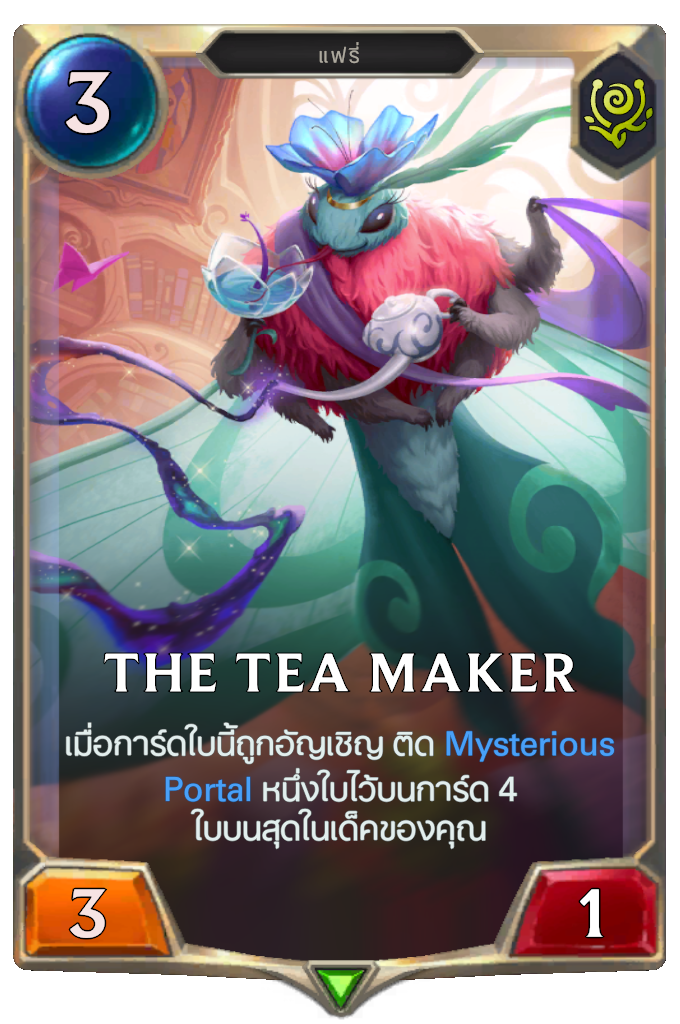 3
แฟรี่
THE TEA MAKER
เมื่อการ์ดใบนี้ถูกอัญเชิญ ติด Mysterious
Portal หนึ่งใบไว้บนการ์ด 4
ใบบนสุดในเด็คของคุณ
3
1